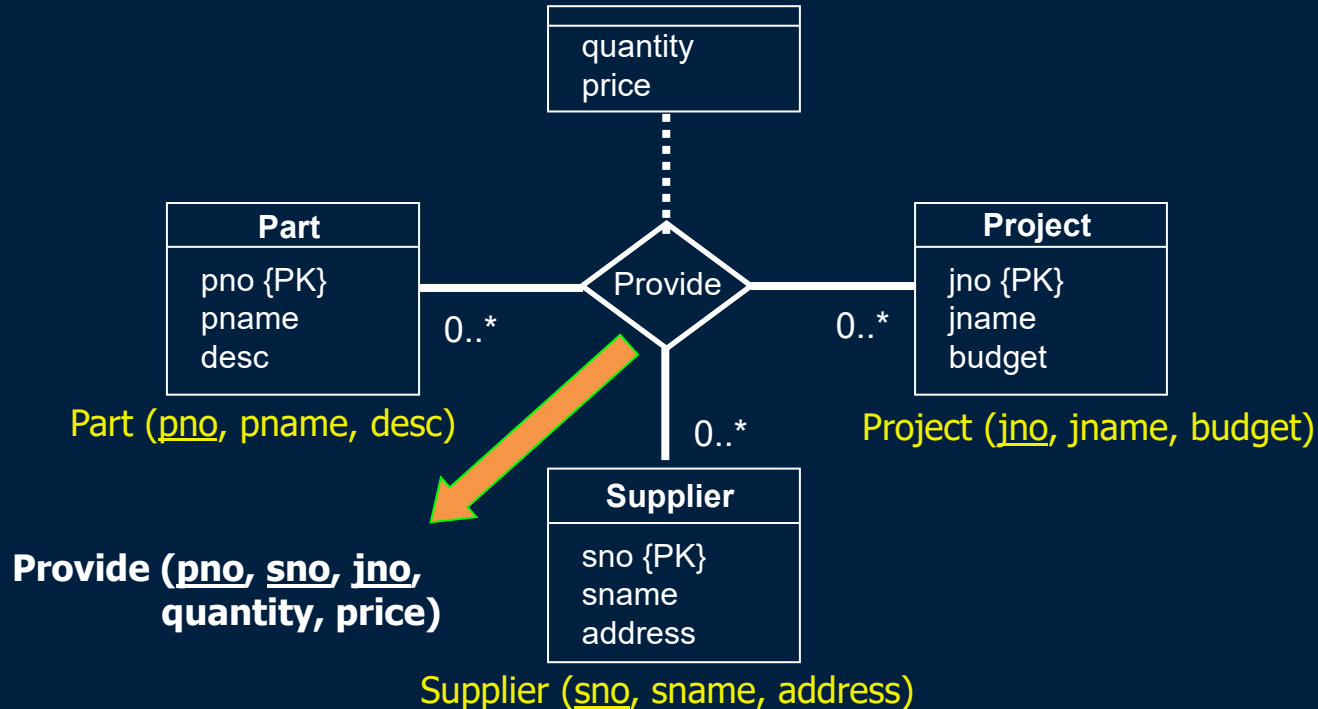 quantity
price
Part
pno {PK}
pname
desc
Provide
Project
jno {PK}
jname
budget
0..*
0..*
Part (pno, pname, desc)
0..*
Project (jno, jname, budget)
Supplier
sno {PK}
sname
address
Provide (pno, sno, jno,
quantity, price)
Supplier (sno, sname, address)